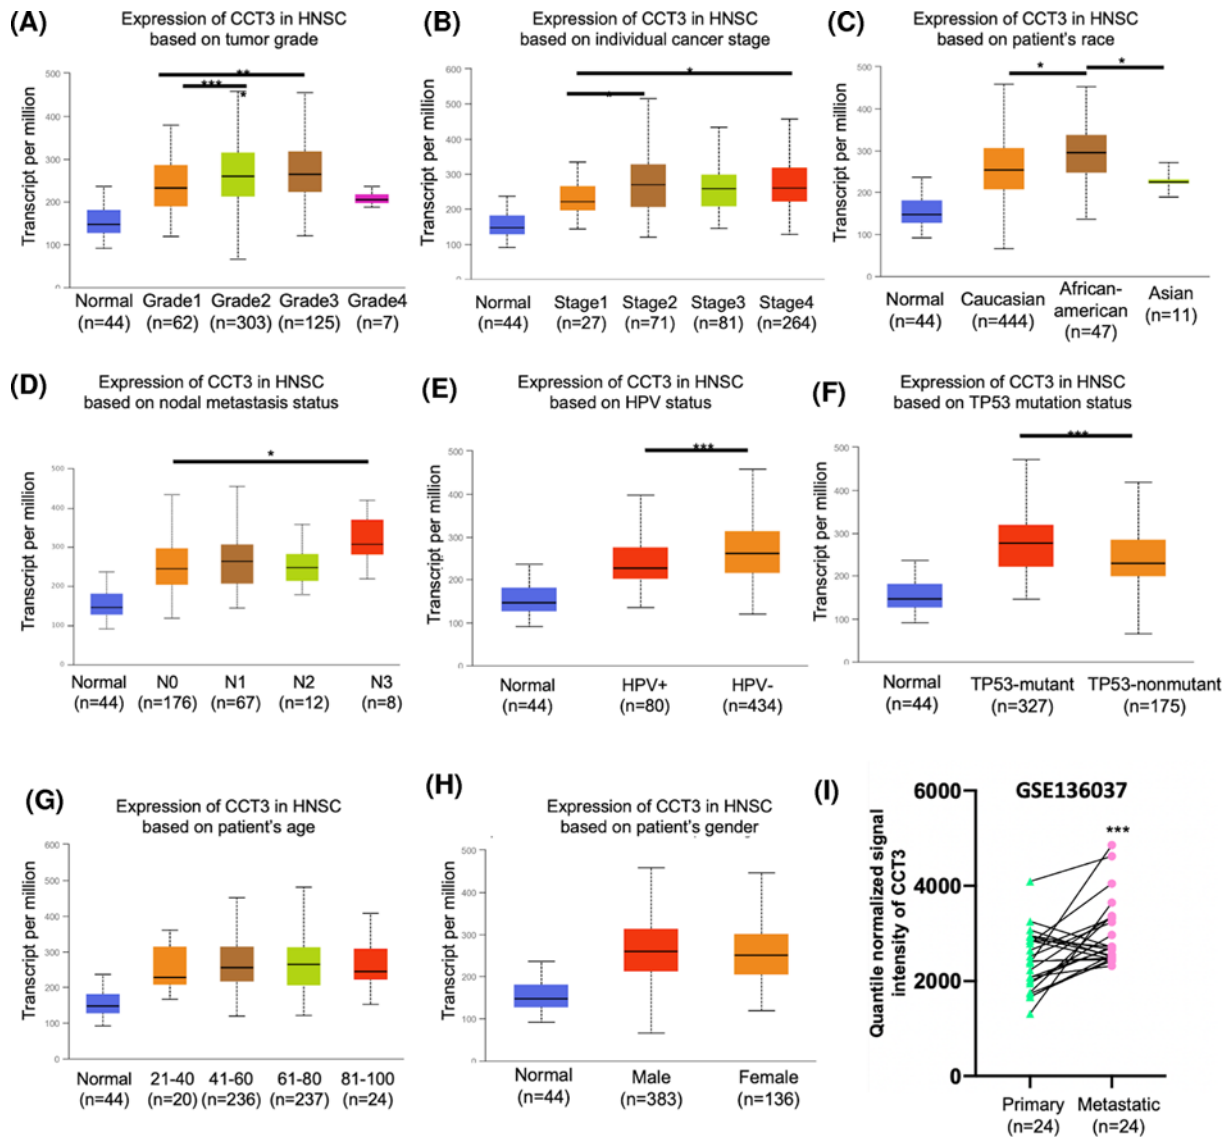 (A)
Expression of CCT3 in HNSC
based on tumor grade
Transcript per million
500
400
300
200
100
0
**
***
*
Normal Grade1 Grade2 Grade3 Grade4
(n=44) (n=62) (n=303) (n=125) (n=7)
(B)
Expression of CCT3 in HNSC
based on individual cancer stage
Transcript per million
600
500
400
300
200
100
0
*
*
Normal Stage1 Stage2 Stage3 Stage4
(n=44) (n=27) (n=71) (n=81) (n=264)
(C)
Expression of CCT3 in HNSC
based on patient's race
Transcript per million
500
400
300
200
100
0
* *
Normal Caucasian African-american Asian
(n=44) (n=444) (n=47) (n=11)
(D)
Expression of CCT3 in HNSC
based on nodal metastasis status
Transcript per million
500
400
300
200
100
0
*
Normal N0 N1 N2 N3
(n=44) (n=176) (n=67) (n=12) (n=8)
(E)
Expression of CCT3 in HNSC
based on HPV status
Transcript per million
500
400
300
200
100
0
***
Normal HPV+ HPV-
(n=44) (n=80) (n=434)
(F)
Expression of CCT3 in HNSC
based on TP53 mutation status
Transcript per million
500
400
300
200
100
0
***
Normal TP53-mutant TP53-nonmutant
(n=44) (n=327) (n=175)
(G)
Expression of CCT3 in HNSC
based on patient's age
Transcript per million
600
500
400
300
200
100
0
Normal 21-40 41-60 61-80 81-100
(n=44) (n=20) (n=236) (n=237) (n=24)
(H)
Expression of CCT3 in HNSC
based on patient's gender
Transcript per million
500
400
300
200
100
0
Normal Male Female
(n=44) (n=383) (n=136)
(I)
GSE136037
Quantile normalized signal
intensity of CCT3
6000
4000
2000
0
***
Primary Metastatic
(n=24) (n=24)